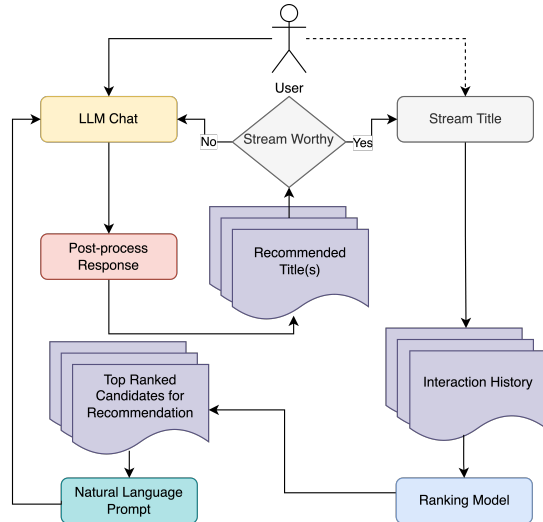 User
LLM Chat
Stream Worthy
Stream Title
No
Yes
Post-process
Response
Recommended
Title(s)
Top Ranked
Candidates for
Recommendation
Interaction History
Natural Language
Prompt
Ranking Model